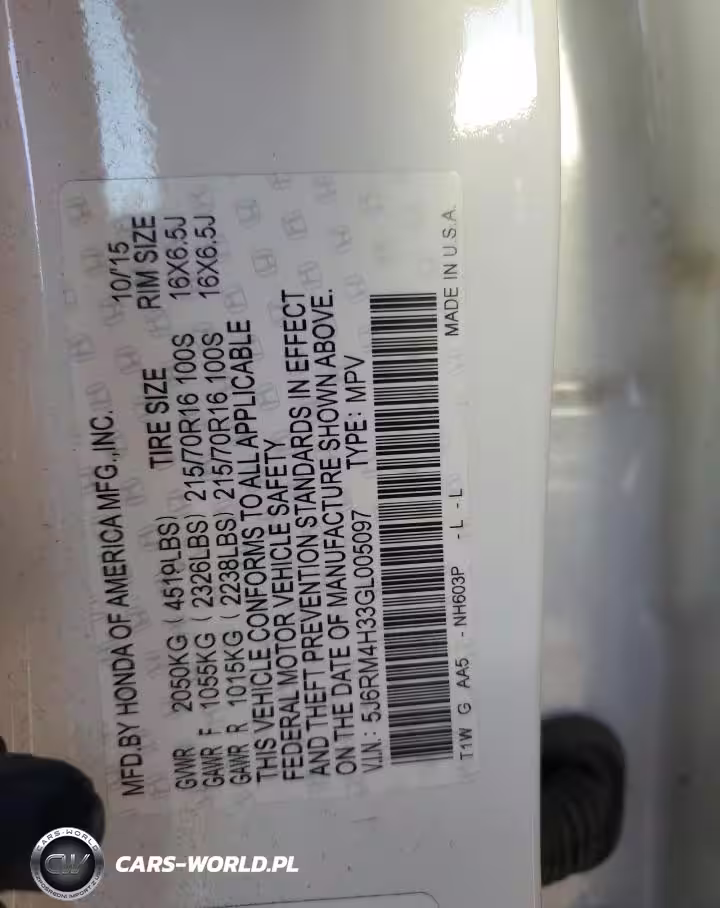 MFD.BY HONDA OF AMERICA MFG.,INC. 10/'15
TIRE SIZE RIM SIZE
GVWR 2050KG (4519LBS)
GAWR F 1055KG (2326LBS) 215/70R16 100S 16X6.5J
GAWR R 1015KG (2238LBS) 215/70R16 100S 16X6.5J
THIS VEHICLE CONFORMS TO ALL APPLICABLE
FEDERAL MOTOR VEHICLE SAFETY
AND THEFT PREVENTION STANDARDS IN EFFECT
ON THE DATE OF MANUFACTURE SHOWN ABOVE.
V.I.N.: 5J6RM4H33GL005097 TYPE: MPV
T1W G AA5 -NH603P -L -L MADE IN U.S.A.
CARS-WORLD
CW
CARS-WORLD.PL